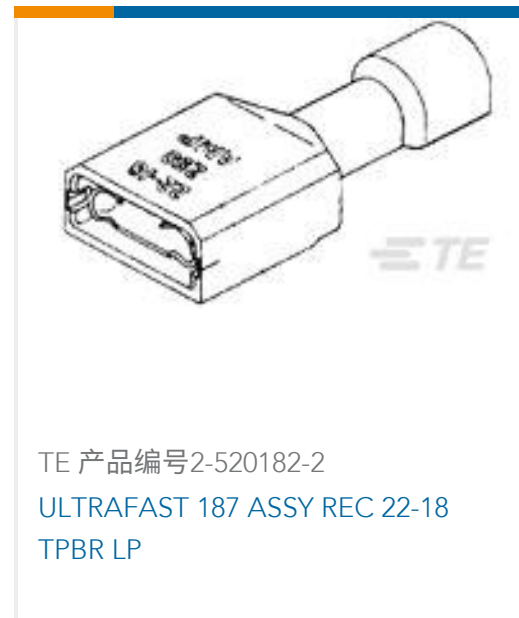 TE
TE 产品编号2-520182-2
ULTRAFAST 187 ASSY REC 22-18
TPBR LP